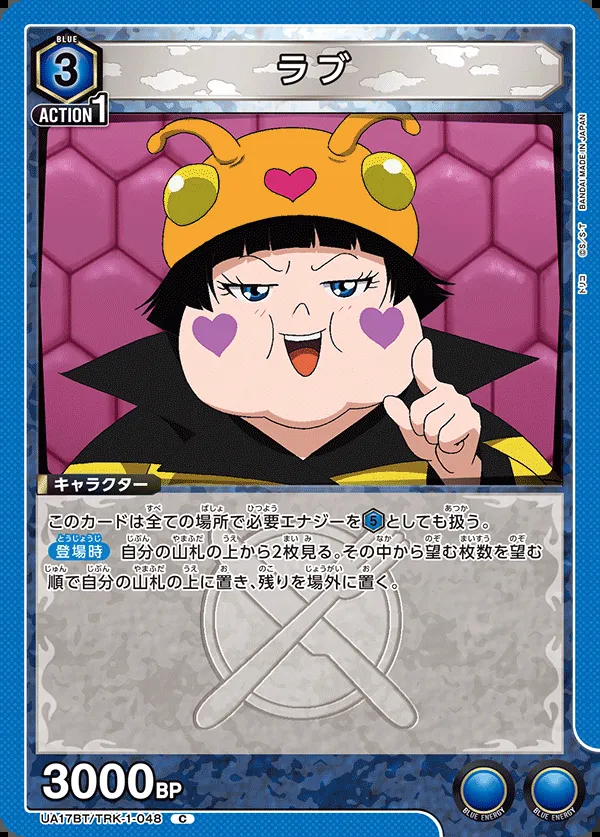 BLUE
3
ラブ
ACTION1
トリコ ©S/S･T BANDAI MADE IN JAPAN
キャラクター
このカードは全ての場所で必要エナジーを5としても扱う。
登場時 自分の山札の上から2枚見る。その中から望む枚数を望む
順で自分の山札の上に置き、残りを場外に置く。
3000BP
BLUE ENERGY BLUE ENERGY
UA17BT/TRK-1-048 C